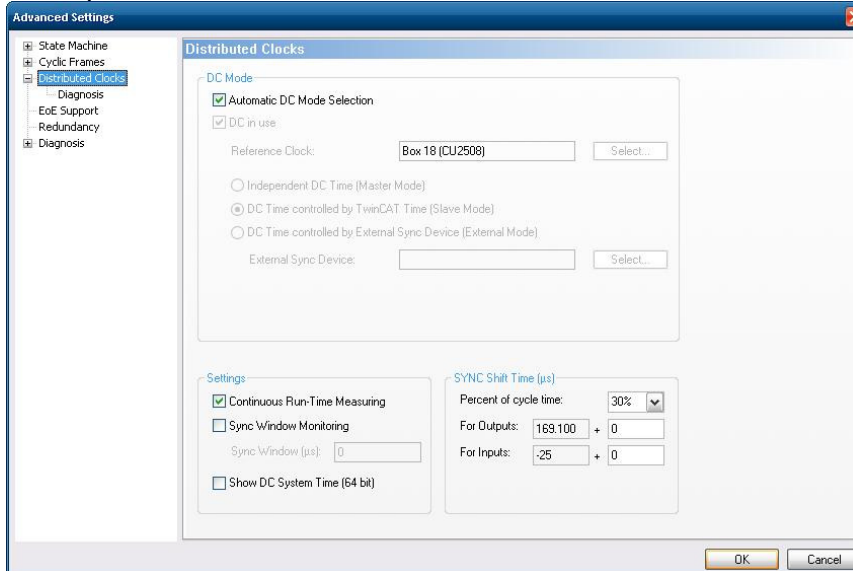 Advanced Settings
State Machine
Cyclic Frames
Distributed Clocks
Diagnosis
EoE Support
Redundancy
Diagnosis
Distributed Clocks
DC Mode
Automatic DC Mode Selection
DC in use
Reference Clock: Box 18 (CU2508) Select...
Independent DC Time (Master Mode)
DC Time controlled by TwinCAT Time (Slave Mode)
DC Time controlled by External Sync Device (External Mode)
External Sync Device: Select...
Settings
Continuous Run-Time Measuring
Sync Window Monitoring
Sync Window (µs): 0
Show DC System Time (64 bit)
SYNC Shift Time (µs)
Percent of cycle time: 30%
For Outputs: 169.100 + 0
For Inputs: -25 + 0
OK Cancel